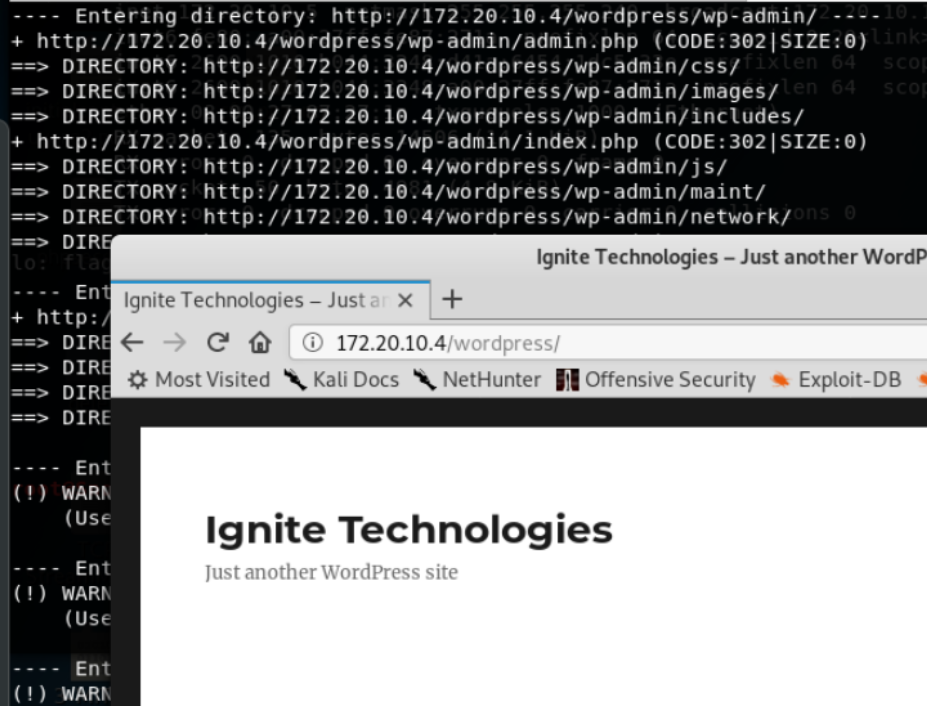 ---- Entering directory: http://172.20.10.4/wordpress/wp-admin/ ----
+ http://172.20.10.4/wordpress/wp-admin/admin.php (CODE:302|SIZE:0)
==> DIRECTORY: http://172.20.10.4/wordpress/wp-admin/css/
==> DIRECTORY: http://172.20.10.4/wordpress/wp-admin/images/
==> DIRECTORY: http://172.20.10.4/wordpress/wp-admin/includes/
+ http://172.20.10.4/wordpress/wp-admin/index.php (CODE:302|SIZE:0)
==> DIRECTORY: http://172.20.10.4/wordpress/wp-admin/js/
==> DIRECTORY: http://172.20.10.4/wordpress/wp-admin/maint/
==> DIRECTORY: http://172.20.10.4/wordpress/wp-admin/network/
==> DIRE
---- Ent
+ http:/
==> DIRE
==> DIRE
==> DIRE
==> DIRE
---- Ent
(!) WARN
(Use
---- Ent
(!) WARN
(Use
---- Ent
(!) WARN
Ignite Technologies – Just another WordP
Ignite Technologies – Just an
172.20.10.4/wordpress/
Most Visited Kali Docs NetHunter Offensive Security Exploit-DB
Ignite Technologies
Just another WordPress site